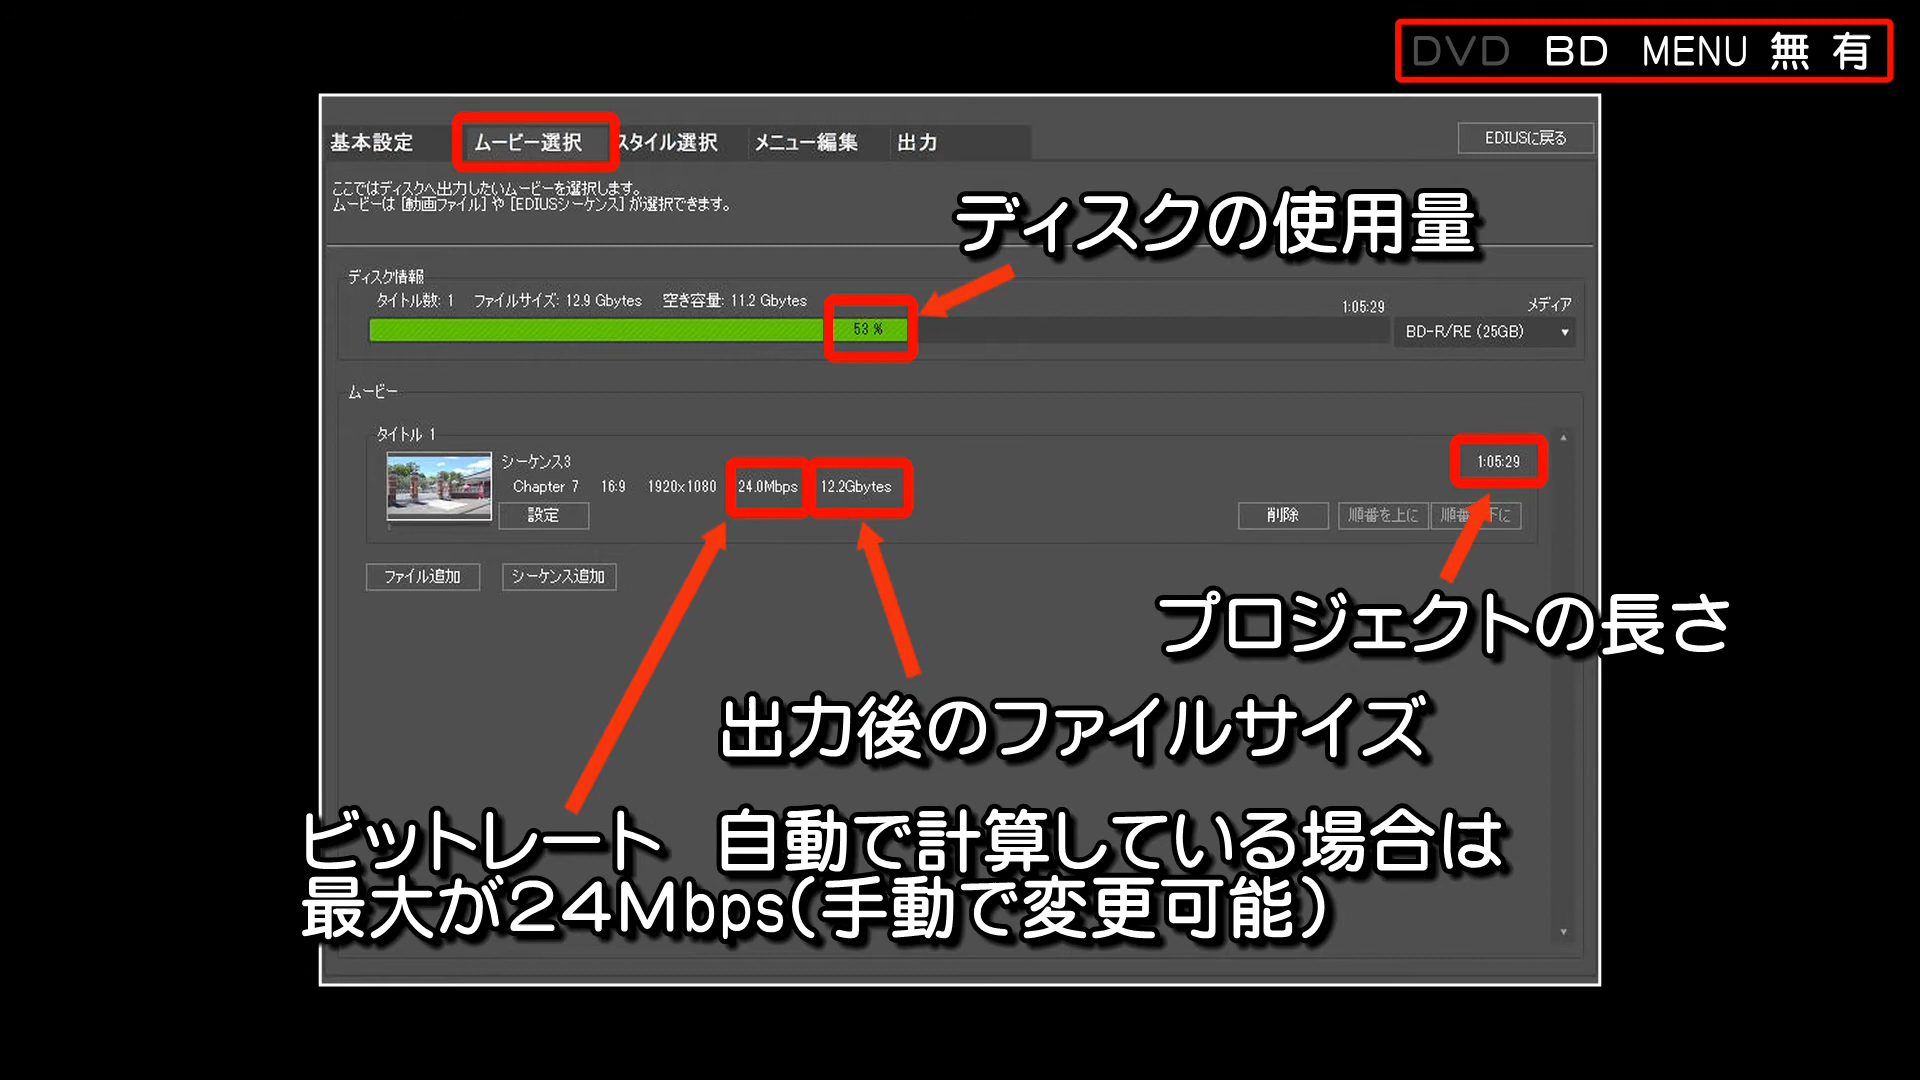 DVD BD MENU 無 有
基本設定 ムービー選択 スタイル選択 メニュー編集 出力 EDIUSに戻る
ここではディスクへ出力したいムービーを選択します。
ムービーは [動画ファイル] や [EDIUSシーケンス] が選択できます。
ディスクの使用量
ディスク情報
タイトル数: 1 ファイルサイズ: 12.9 Gbytes 空き容量: 11.2 Gbytes 1:05:29 メディア
53 % BD-R/RE (25GB)
ムービー
タイトル 1
シーケンス3 1:05:29
Chapter 7 16:9 1920x1080 24.0Mbps 12.2Gbytes
設定 削除 順番を上に 順番 下に
ファイル追加 シーケンス追加
プロジェクトの長さ
出力後のファイルサイズ
ビットレート 自動で計算している場合は
最大が24Mbps(手動で変更可能)